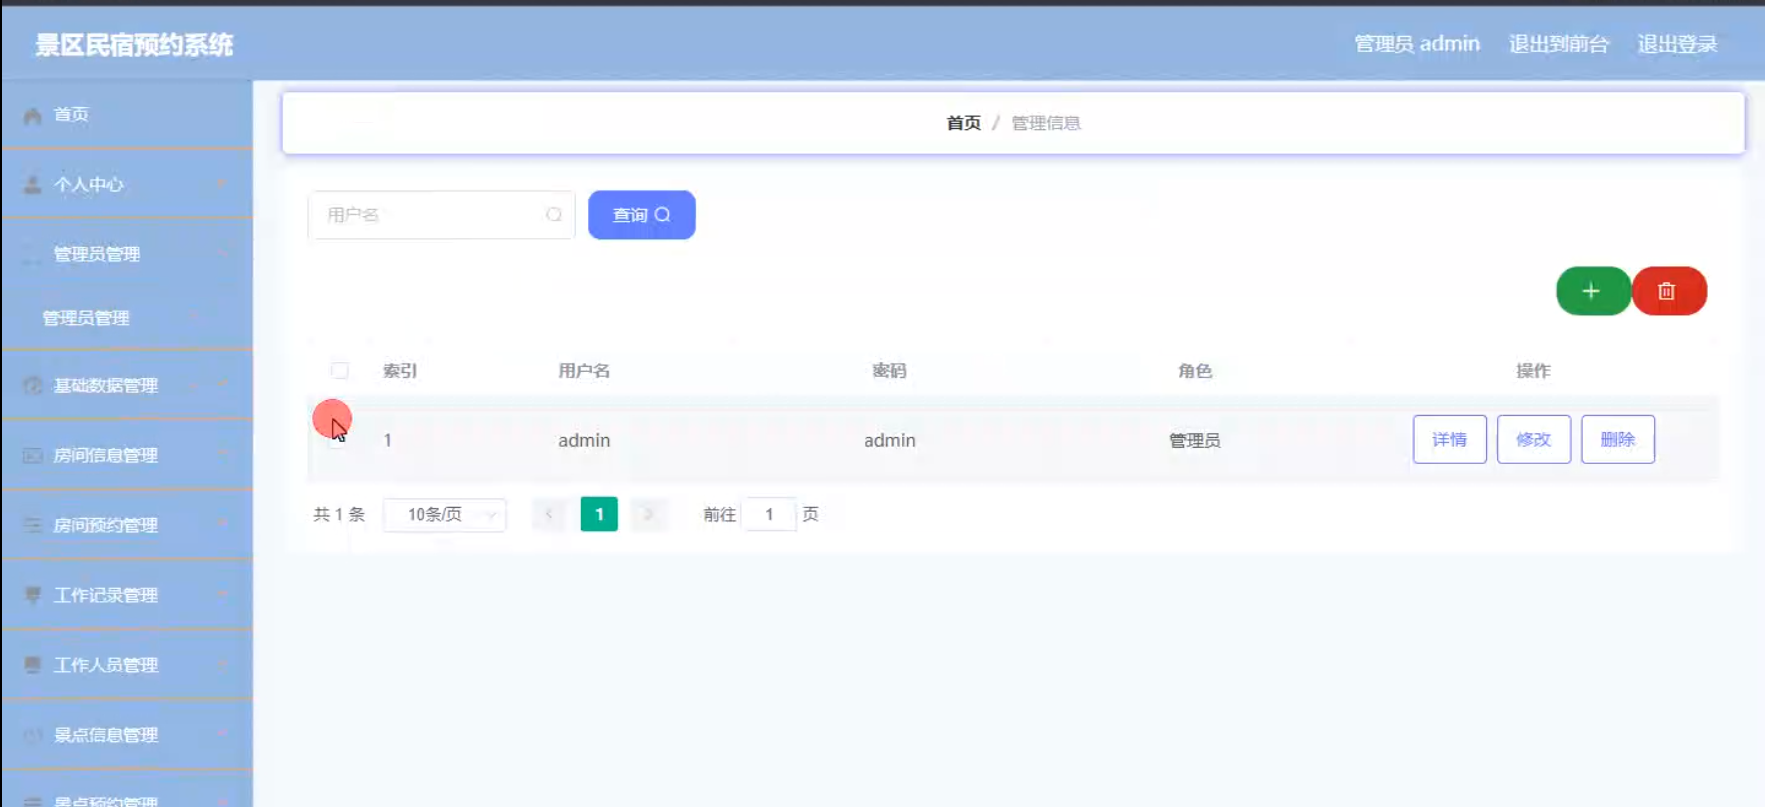 景区民宿预约系统
管理员 admin 退出到前台 退出登录
首页
个人中心
管理员管理
管理员管理
基础数据管理
房间信息管理
房间预约管理
工作记录管理
工作人员管理
景点信息管理
景点预约管理
首页 / 管理信息
用户名 查询
索引 用户名 密码 角色 操作
1 admin admin 管理员 详情 修改 删除
共 1 条 10条/页 1 前往 1 页